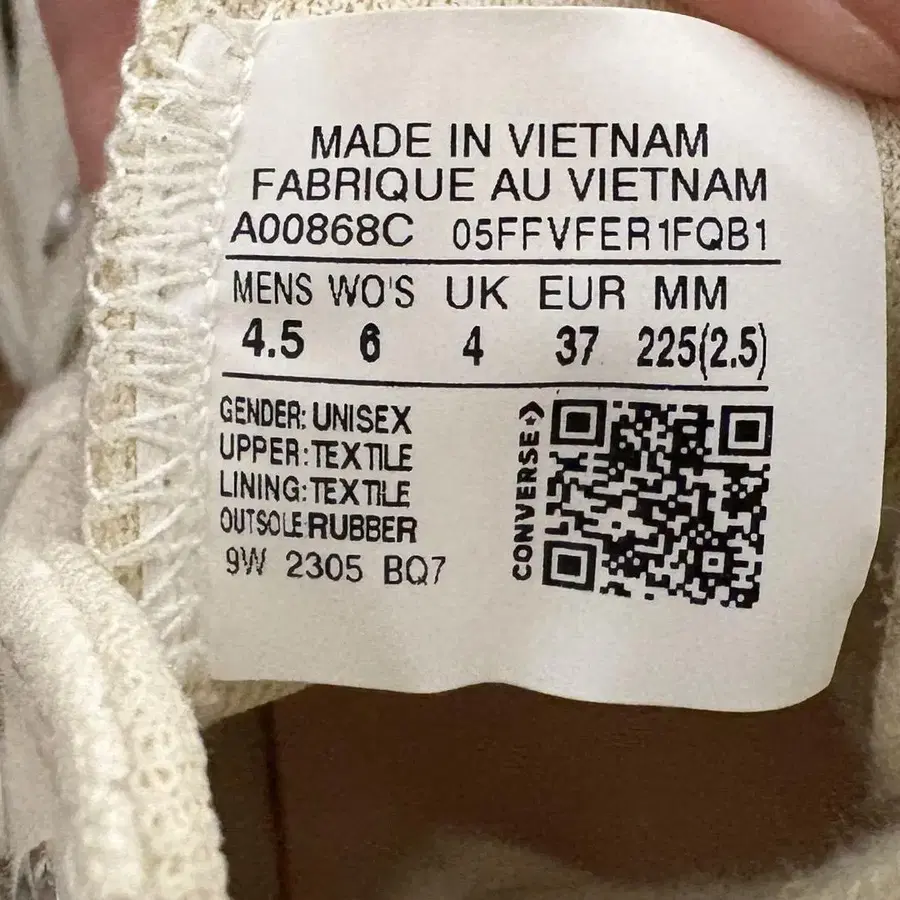 MADE IN VIETNAM
FABRIQUE AU VIETNAM
A00868C 05FFVFER1FQB1
MENS WO'S UK EUR MM
4.5 6 4 37 225(2.5)
GENDER: UNISEX
UPPER: TEXTILE
LINING: TEXTILE
OUTSOLE: RUBBER
9W 2305 BQ7
CONVERSE